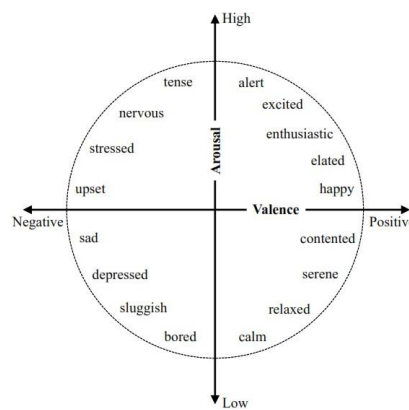 High
tense
alert
excited
nervous
enthusiastic
stressed
Arousal
elated
upset
happy
Negative
Valence
Positive
sad
contented
depressed
serene
sluggish
relaxed
bored
calm
Low